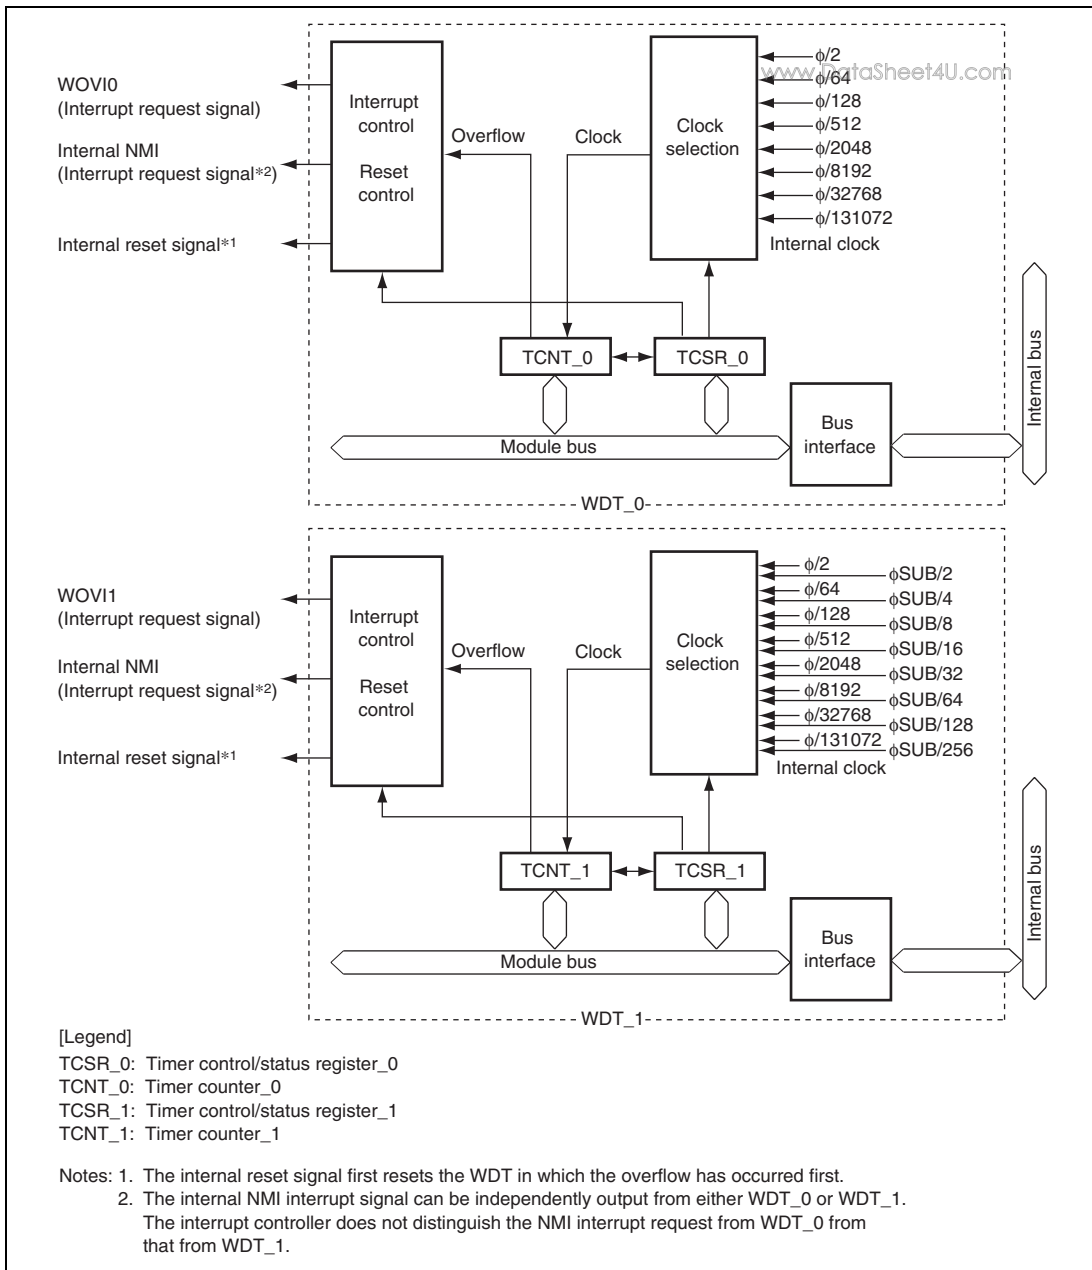 www.DataSheet4U.com
WOVI0
(Interrupt request signal)
Internal NMI
(Interrupt request signal*2)
Internal reset signal*1
Interrupt
control
Reset
control
Overflow
Clock
Clock
selection
ϕ/2
ϕ/64
ϕ/128
ϕ/512
ϕ/2048
ϕ/8192
ϕ/32768
ϕ/131072
Internal clock
TCNT_0
TCSR_0
Module bus
Bus
interface
Internal bus
WDT_0
WOVI1
(Interrupt request signal)
Internal NMI
(Interrupt request signal*2)
Internal reset signal*1
Interrupt
control
Reset
control
Overflow
Clock
Clock
selection
ϕ/2
ϕSUB/2
ϕ/64
ϕSUB/4
ϕ/128
ϕSUB/8
ϕ/512
ϕSUB/16
ϕ/2048
ϕSUB/32
ϕ/8192
ϕSUB/64
ϕ/32768
ϕSUB/128
ϕ/131072
ϕSUB/256
Internal clock
TCNT_1
TCSR_1
Module bus
Bus
interface
Internal bus
WDT_1
[Legend]
TCSR_0: Timer control/status register_0
TCNT_0: Timer counter_0
TCSR_1: Timer control/status register_1
TCNT_1: Timer counter_1
Notes: 1. The internal reset signal first resets the WDT in which the overflow has occurred first.
2. The internal NMI interrupt signal can be independently output from either WDT_0 or WDT_1.
The interrupt controller does not distinguish the NMI interrupt request from WDT_0 from
that from WDT_1.